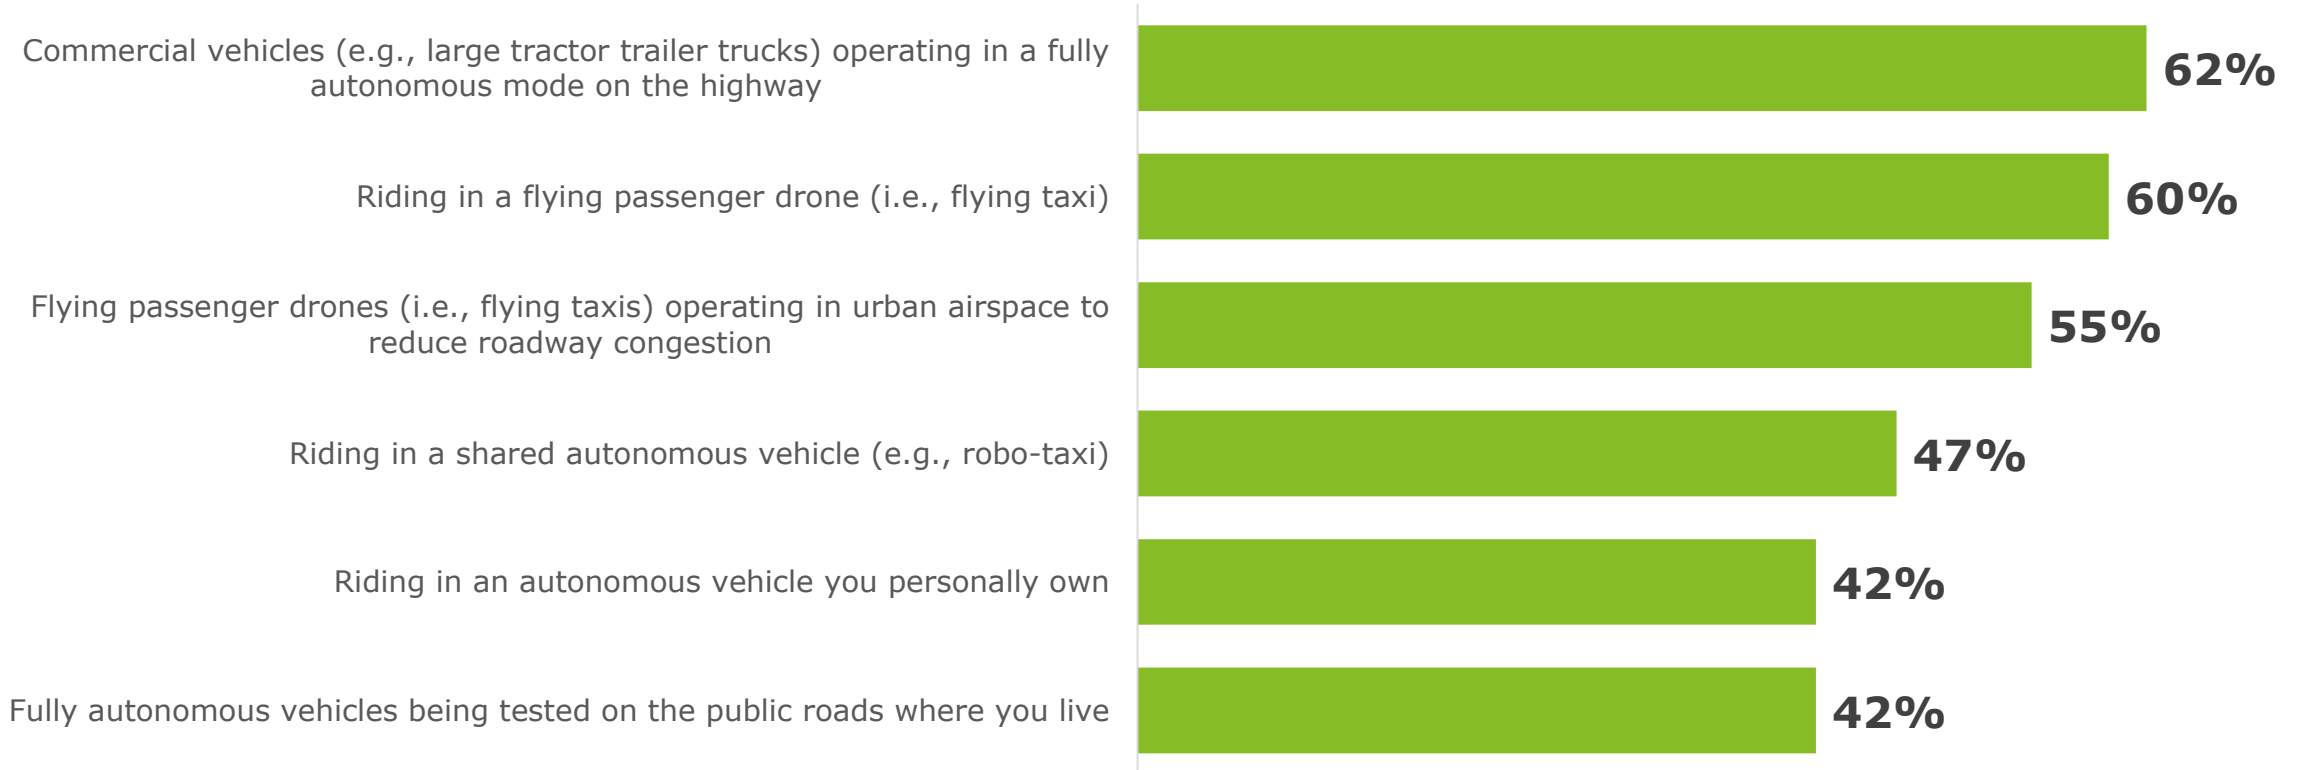 Commercial vehicles (e.g., large tractor trailer trucks) operating in a fully
autonomous mode on the highway
62%
Riding in a flying passenger drone (i.e., flying taxi)
60%
Flying passenger drones (i.e., flying taxis) operating in urban airspace to
reduce roadway congestion
55%
Riding in a shared autonomous vehicle (e.g., robo-taxi)
47%
Riding in an autonomous vehicle you personally own
42%
Fully autonomous vehicles being tested on the public roads where you live
42%